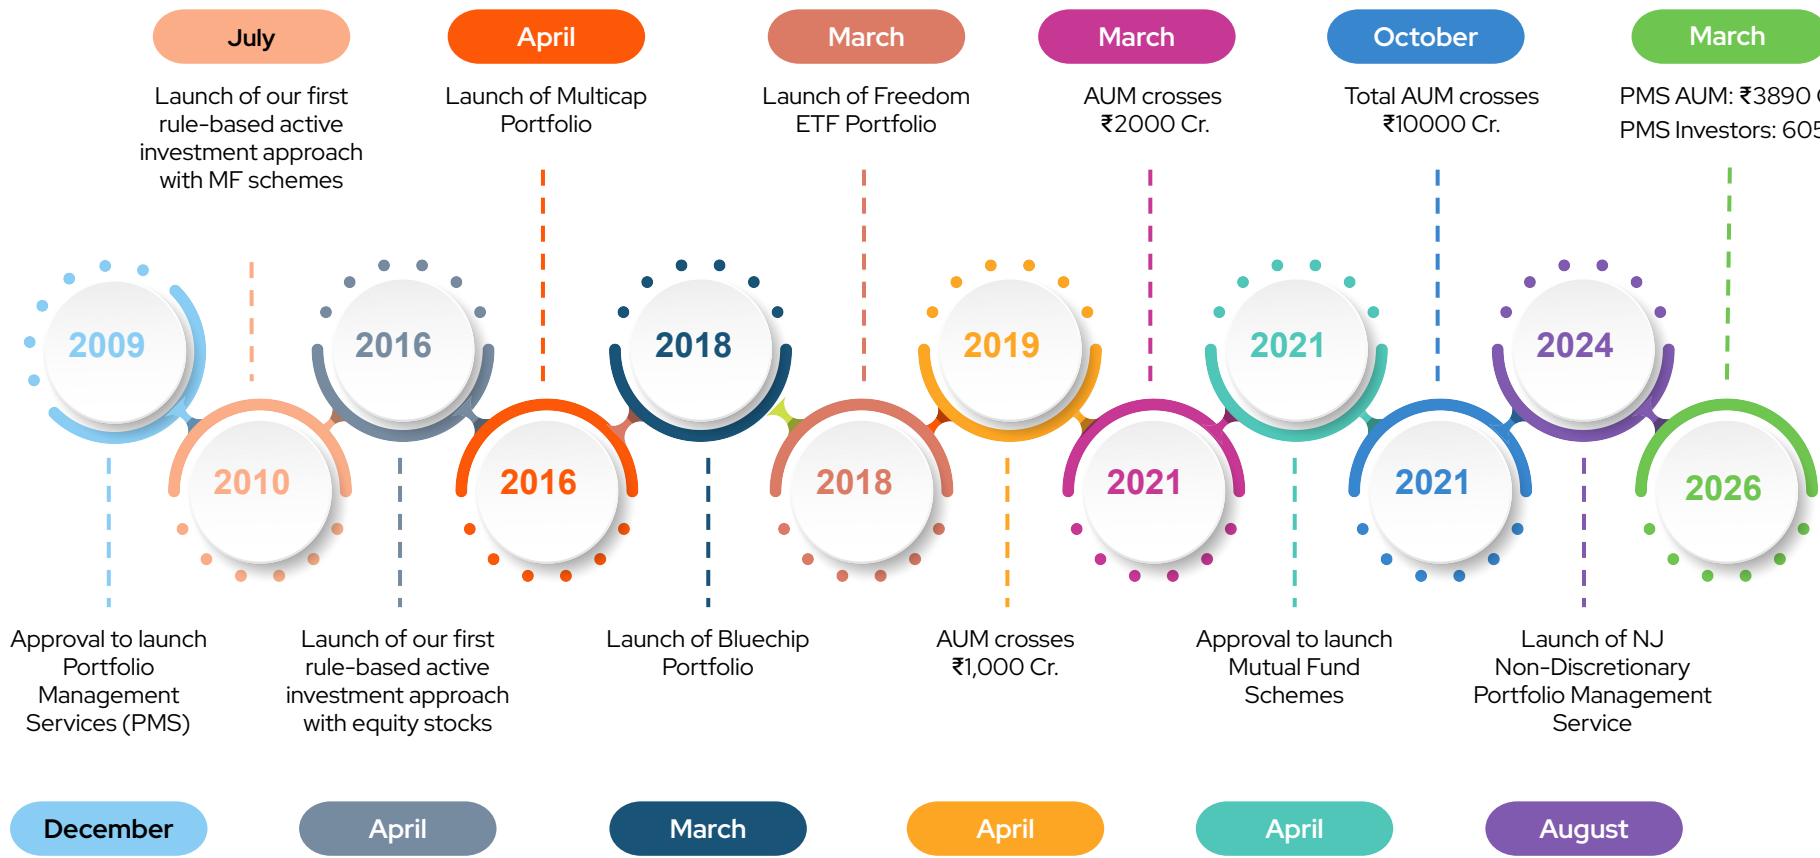 July
April
March
March
October
March
Launch of our first
rule-based active
investment approach
with MF schemes
Launch of Multicap
Portfolio
Launch of Freedom
ETF Portfolio
AUM crosses
₹2000 Cr.
Total AUM crosses
₹10000 Cr.
PMS AUM: ₹3890
PMS Investors:
2009
2016
2018
2019
2021
2024
2010
2016
2018
2021
2021
2026
Approval to launch
Portfolio
Management
Services (PMS)
Launch of our first
rule-based active
investment approach
with equity stocks
Launch of Bluechip
Portfolio
AUM crosses
₹1,000 Cr.
Approval to launch
Mutual Fund
Schemes
Launch of NJ
Non-Discretionary
Portfolio Management
Service
December
April
March
April
April
August